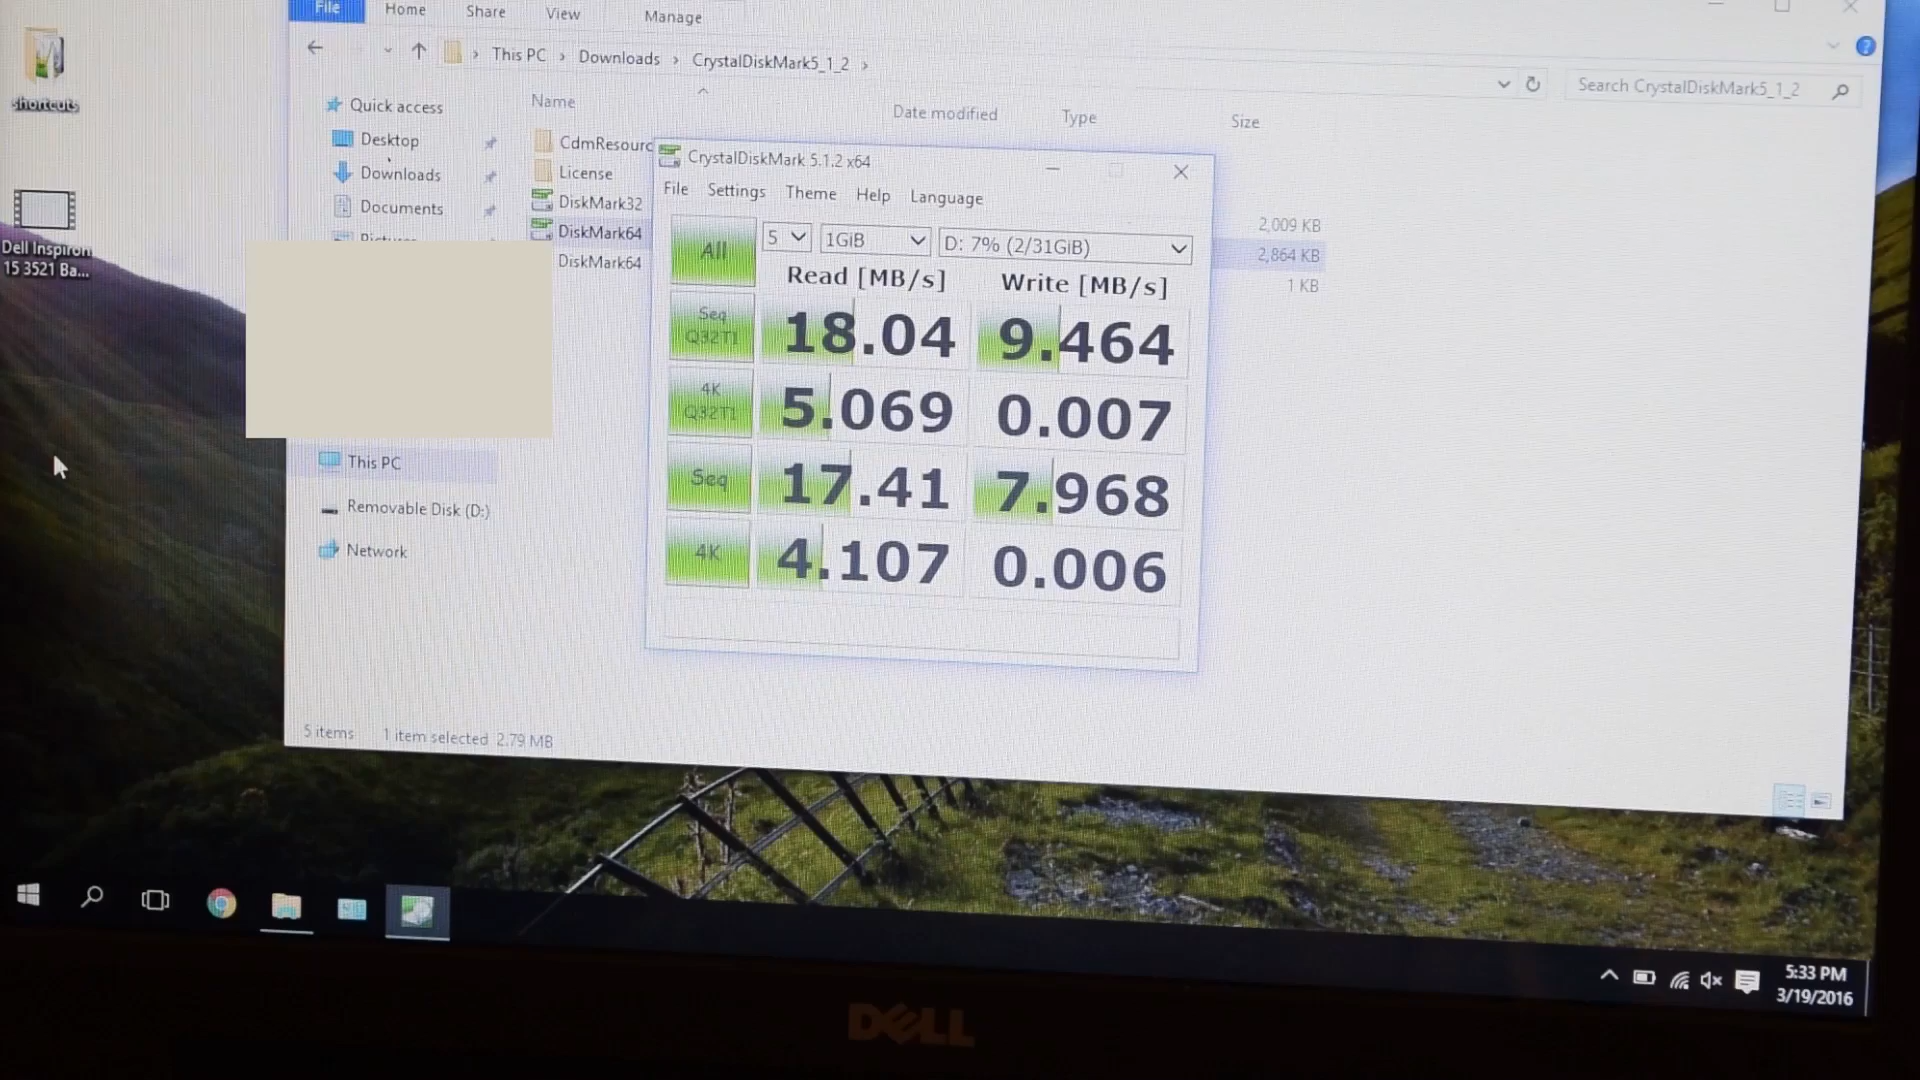 File Home Share View Manage
This PC > Downloads > CrystalDiskMark5_1_2 >
Search CrystalDiskMark5_1_2
shortcuts
Dell Inspiron
15 3521 Ba...
Quick access
Desktop
Downloads
Documents
This PC
Removable Disk (D:)
Network
Name Date modified Type Size
CdmResourc
License
DiskMark32 2,009 KB
DiskMark64 2,864 KB
DiskMark64 1 KB
CrystalDiskMark 5.1.2 x64
File Settings Theme Help Language
All 5 1GiB D: 7% (2/31GiB)
Read [MB/s] Write [MB/s]
Seq
Q32T1 18.04 9.464
4K
Q32T1 5.069 0.007
Seq 17.41 7.968
4K 4.107 0.006
5 items 1 item selected 2.79 MB
5:33 PM
3/19/2016
DELL